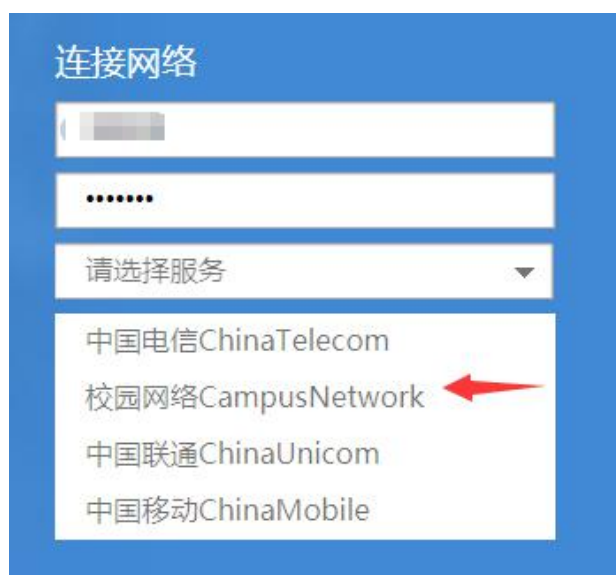 连接网络
•••••••
请选择服务
中国电信ChinaTelecom
校园网络CampusNetwork
中国联通ChinaUnicom
中国移动ChinaMobile